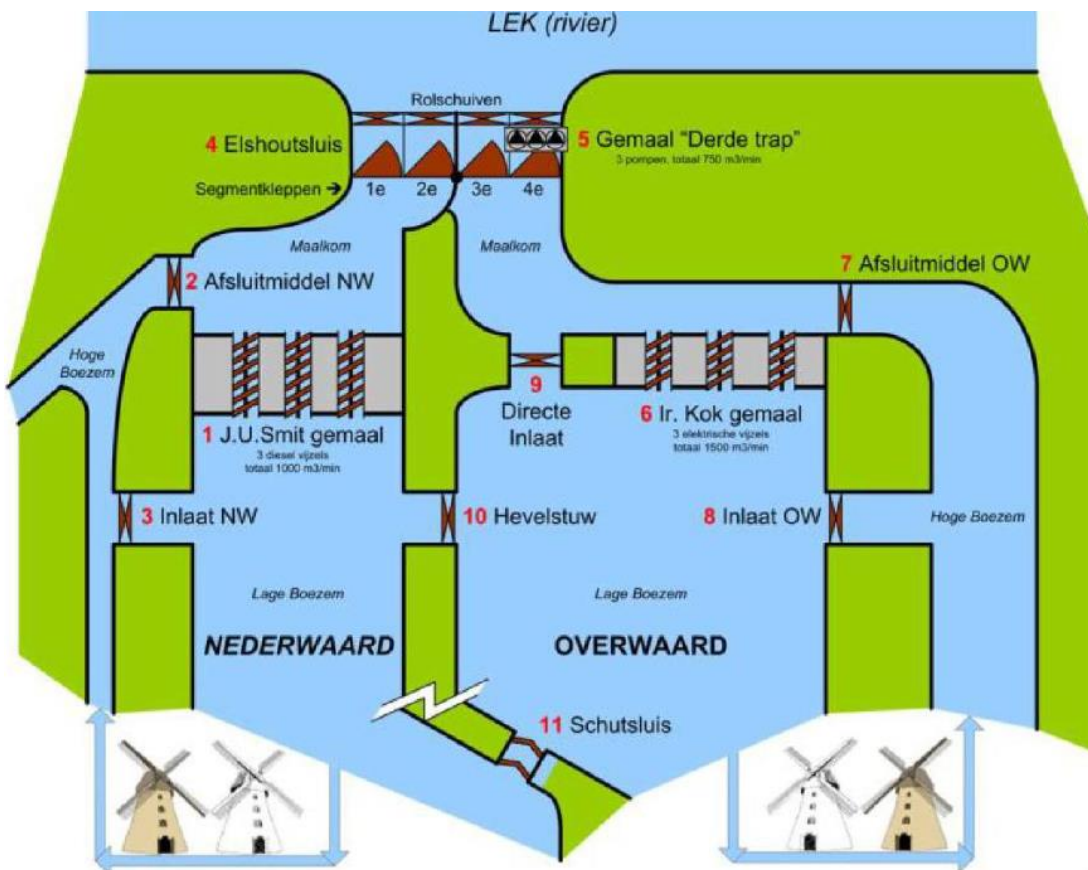 LEK (rivier)
Rolschuiven
4 Elshoutsluis
5 Gemaal "Derde trap"
3 pompen, totaal 750 m3/min
Segmentkleppen →
1e 2e 3e 4e
Maalkom
Maalkom
2 Afsluitmiddel NW
7 Afsluitmiddel OW
Hoge
Boezem
9
Directe
Inlaat
1 J.U.Smit gemaal
3 diesel vijzels
totaal 1000 m3/min
6 Ir. Kok gemaal
3 elektrische vijzels
totaal 1500 m3/min
3 Inlaat NW
10 Hevelstuw
8 Inlaat OW
Hoge Boezem
Lage Boezem
Lage Boezem
NEDERWAARD
OVERWAARD
11 Schutsluis